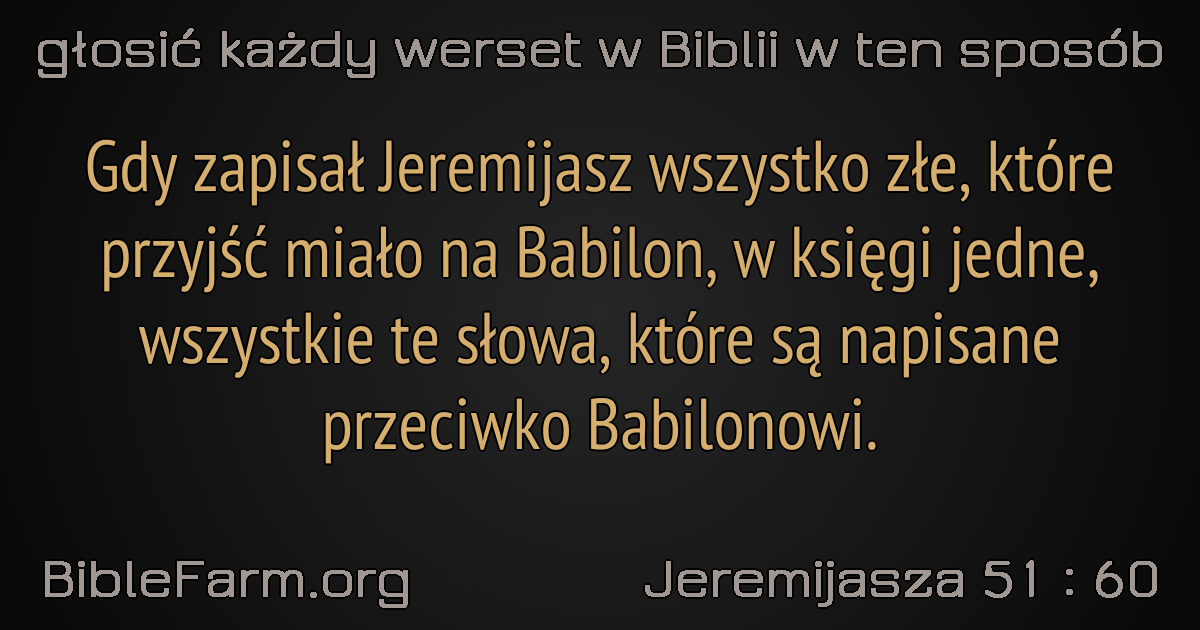 głosić każdy werset w Biblii w ten sposób
Gdy zapisał Jeremijasz wszystko złe, które
przyjść miało na Babilon, w księgi jedne,
wszystkie te słowa, które są napisane
przeciwko Babilonowi.
BibleFarm.org
Jeremijasza 51 : 60